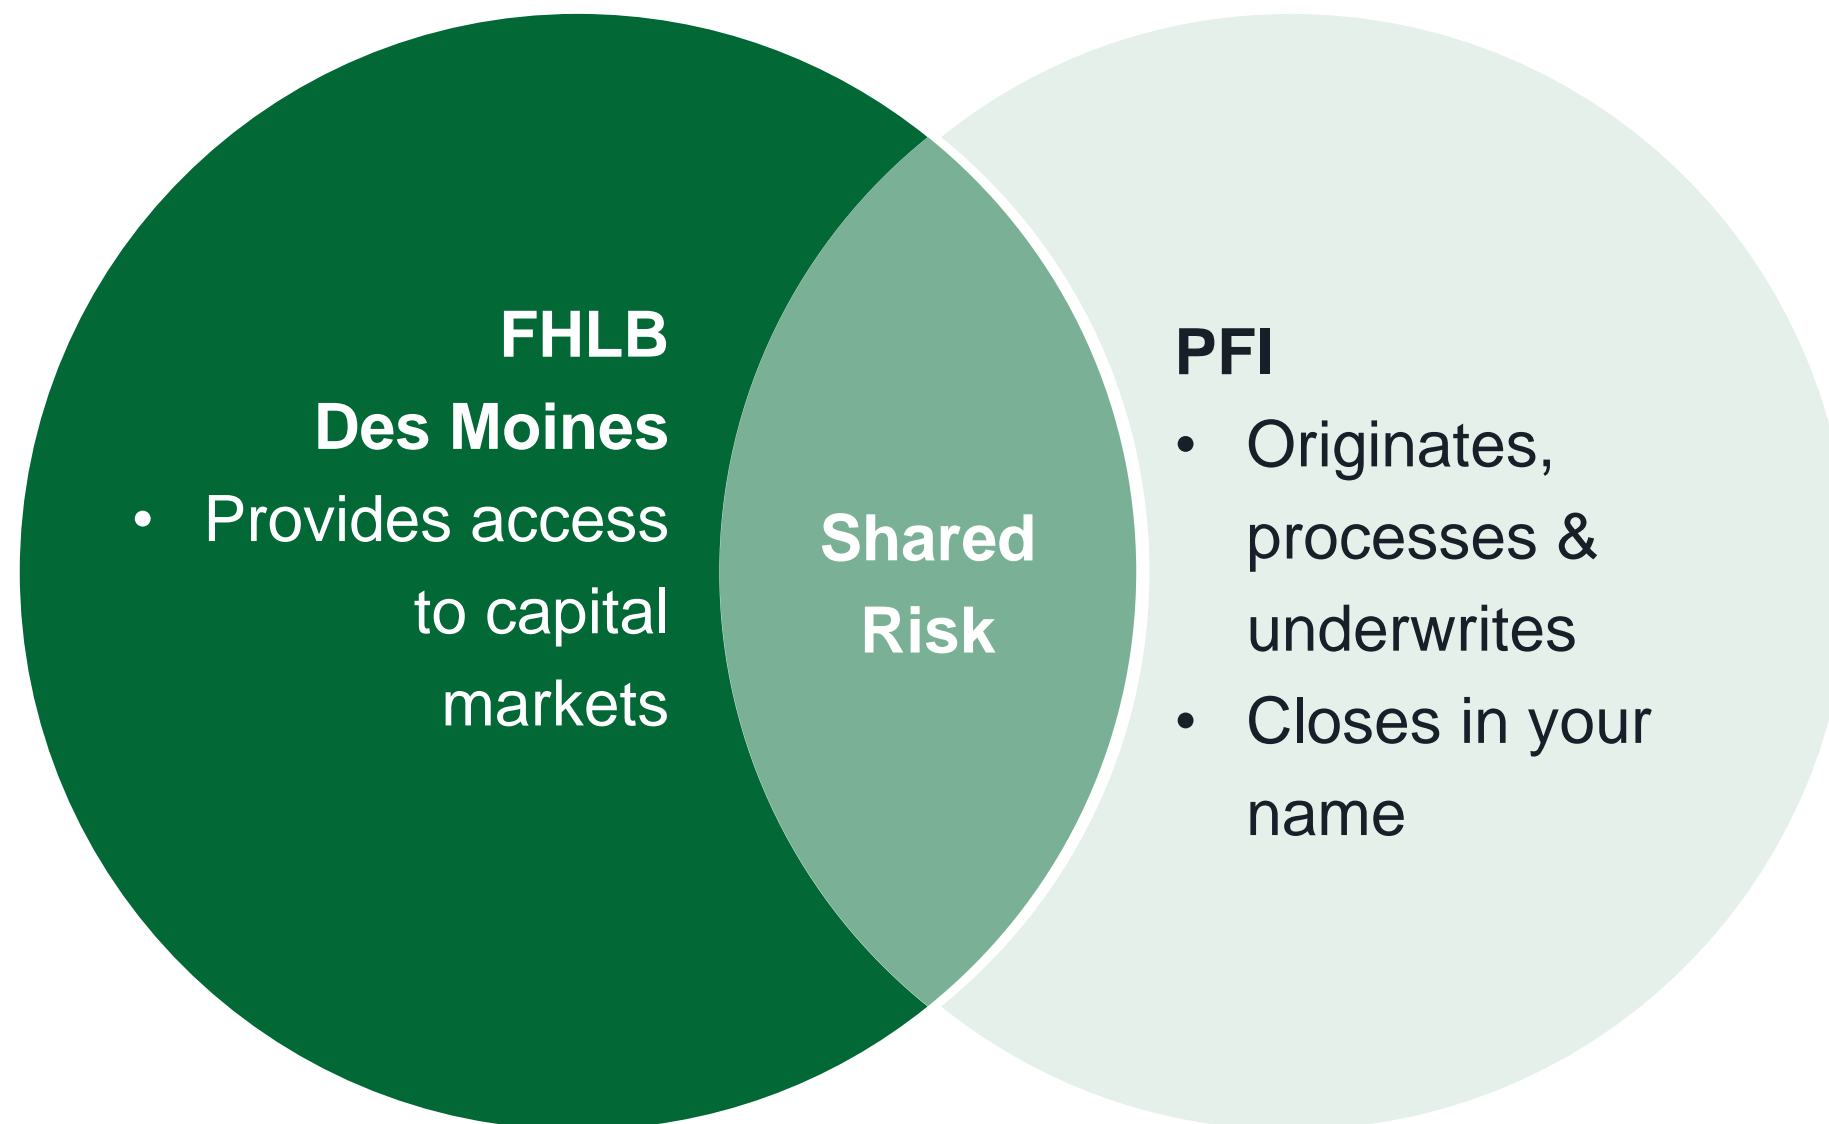 FHLB
Des Moines
• Provides access
to capital
markets
Shared
Risk
PFI
• Originates,
processes &
underwrites
• Closes in your
name